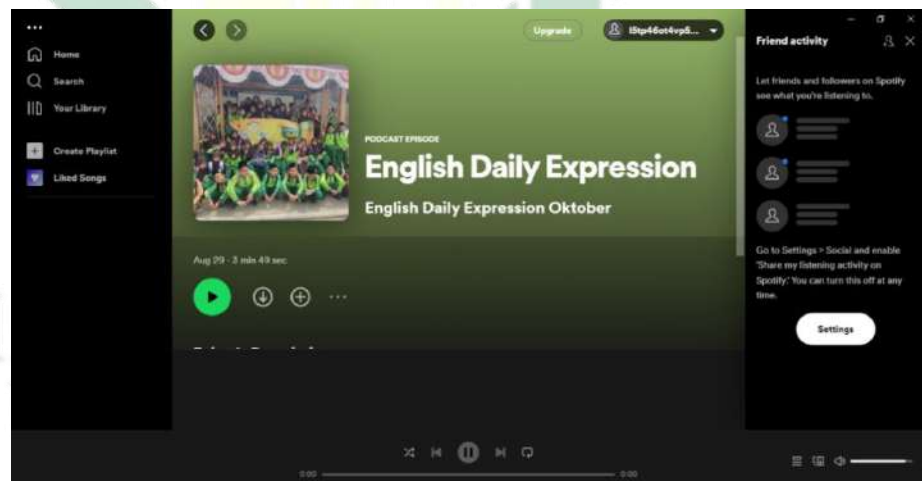 Home
Search
Your Library
Create Playlist
Liked Songs
Upgrade
PODCAST EPISODE
English Daily Expression
English Daily Expression Oktober
Aug 29 · 3 min 49 sec
0:00
0:00
Friend activity
Let friends and followers on Spotify
see what you're listening to.
Go to Settings > Social and enable
'Share my listening activity on
Spotify.' You can turn this off at any
time.
Settings